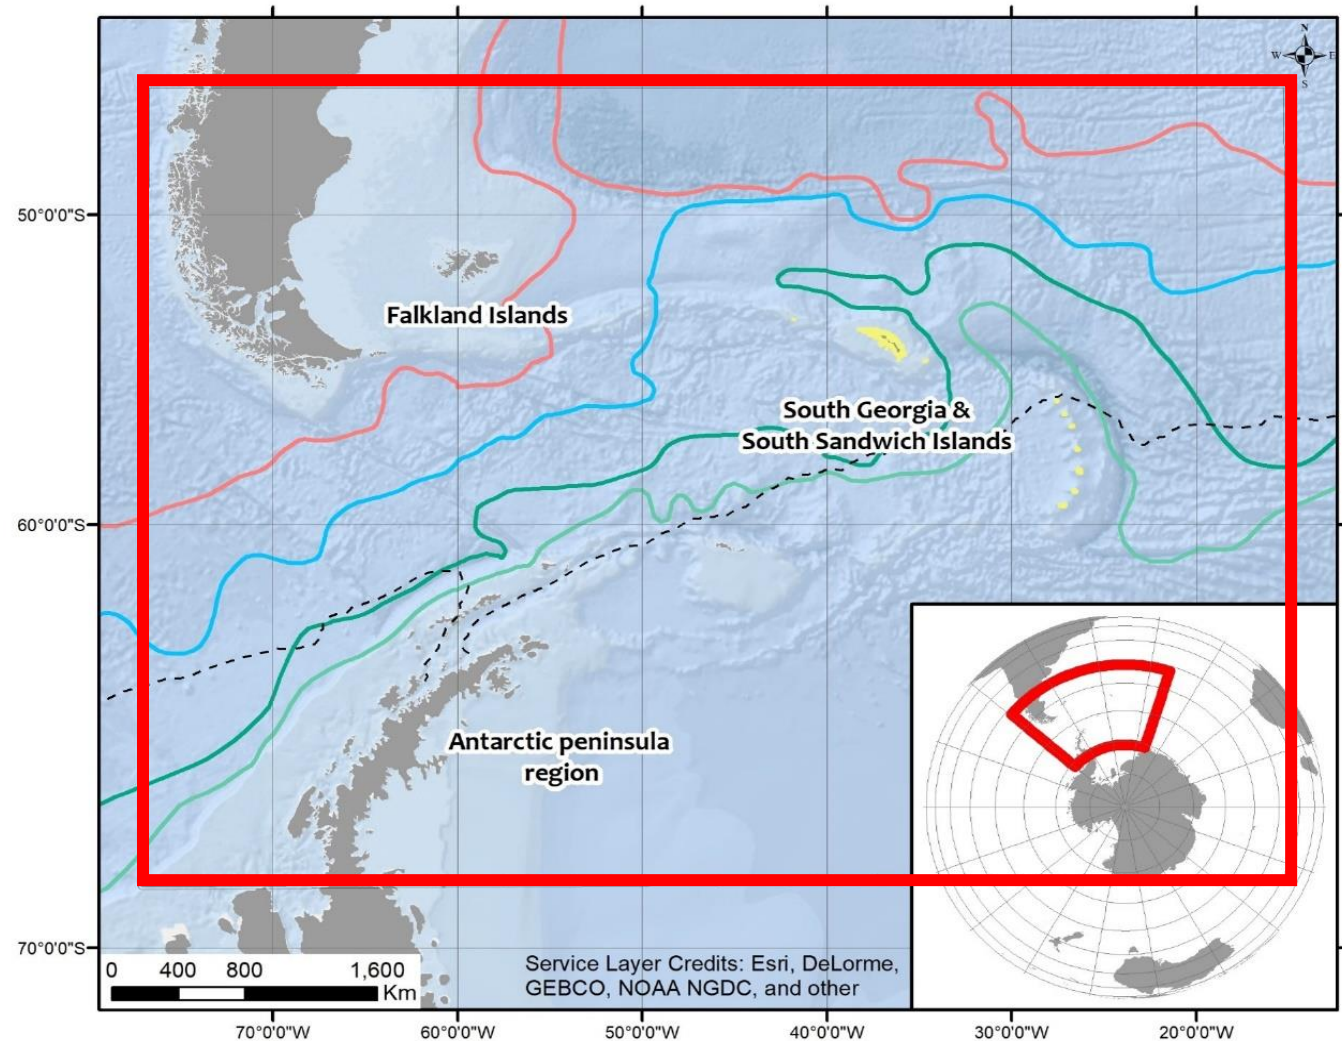 N
W E
S
50°0'0"S
Falkland Islands
South Georgia &
South Sandwich Islands
60°0'0"S
Antarctic peninsula
region
70°0'0"S
0 400 800 1,600
Km
Service Layer Credits: Esri, DeLorme,
GEBCO, NOAA NGDC, and other
70°0'0"W 60°0'0"W 50°0'0"W 40°0'0"W 30°0'0"W 20°0'0"W